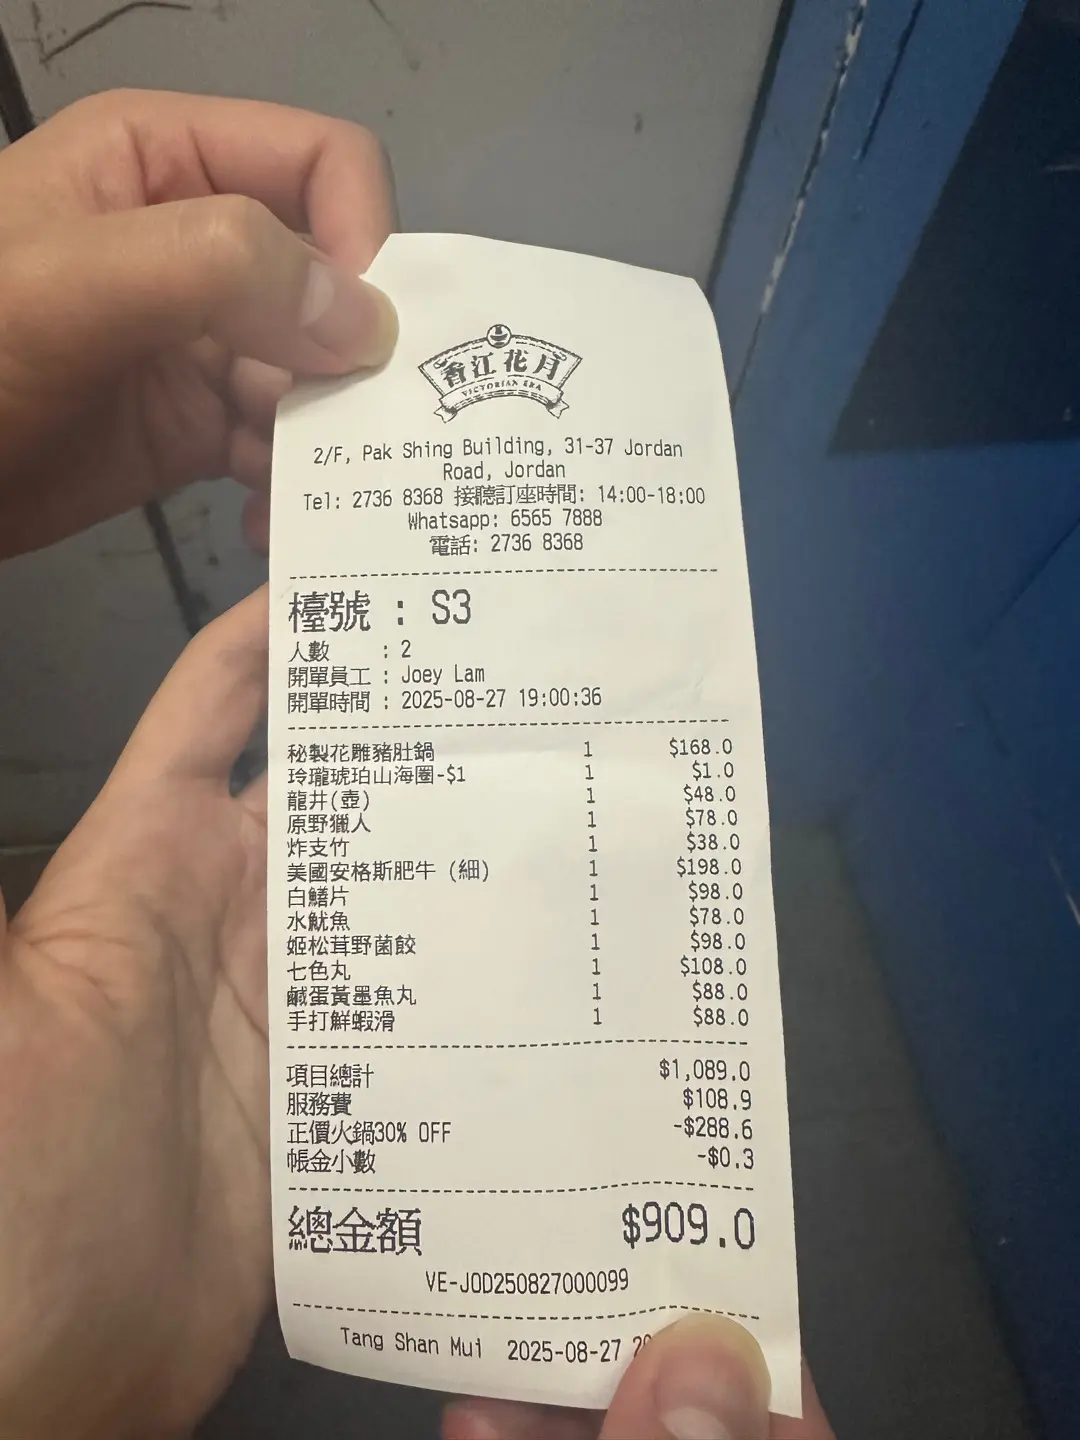 香江花月
VICTORIAN ERA
2/F, Pak Shing Building, 31-37 Jordan
Road, Jordan
Tel: 2736 8368 接聽訂座時間: 14:00-18:00
Whatsapp: 6565 7888
電話: 2736 8368
檯號 : S3
人數 : 2
開單員工 : Joey Lam
開單時間 : 2025-08-27 19:00:36
秘製花雕豬肚鍋 1 $168.0
玲瓏琥珀山海圈-$1 1 $1.0
龍井(壺) 1 $48.0
原野獵人 1 $78.0
炸支竹 1 $38.0
美國安格斯肥牛 (細) 1 $198.0
白鱔片 1 $98.0
水魷魚 1 $78.0
姬松茸野菌餃 1 $98.0
七色丸 1 $108.0
鹹蛋黃墨魚丸 1 $88.0
手打鮮蝦滑 1 $88.0
項目總計 $1,089.0
服務費 $108.9
正價火鍋30% OFF -$288.6
帳金小數 -$0.3
總金額 $909.0
VE-JOD250827000099
Tang Shan Mui 2025-08-27